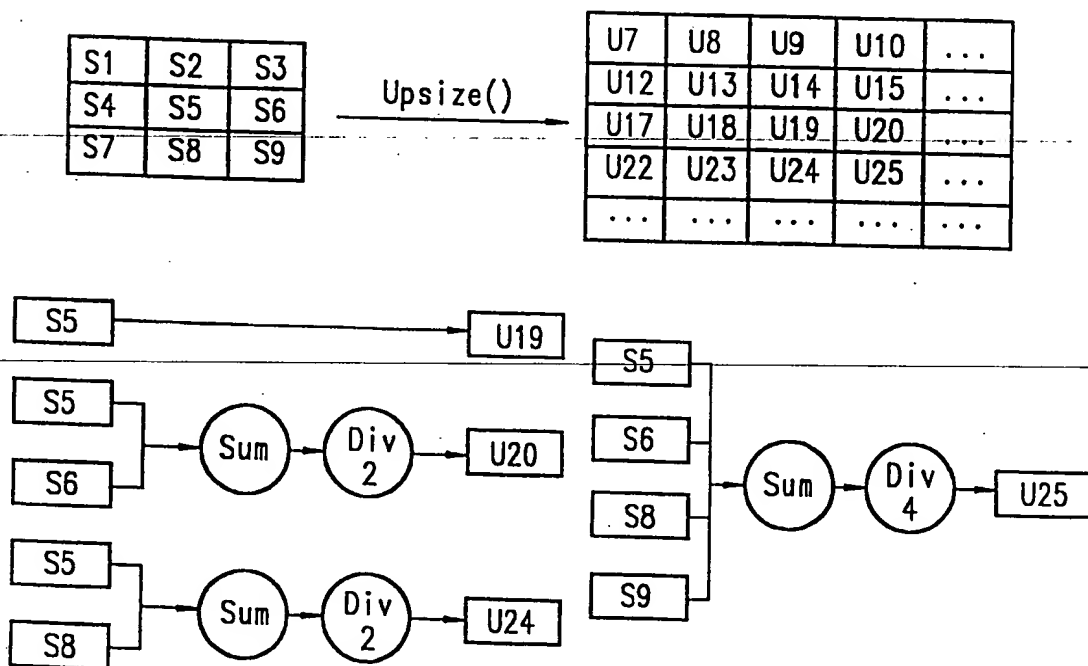 S1 S2 S3
S4 S5 S6
S7 S8 S9
Upsize()
U7 U8 U9 U10 ...
U12 U13 U14 U15 ...
U17 U18 U19 U20 ...
U22 U23 U24 U25 ...
... ... ... ... ...
S5 U19
S5
S6
Sum
Div
2
U20
S5
S8
Sum
Div
2
U24
S5
S6
S8
S9
Sum
Div
4
U25